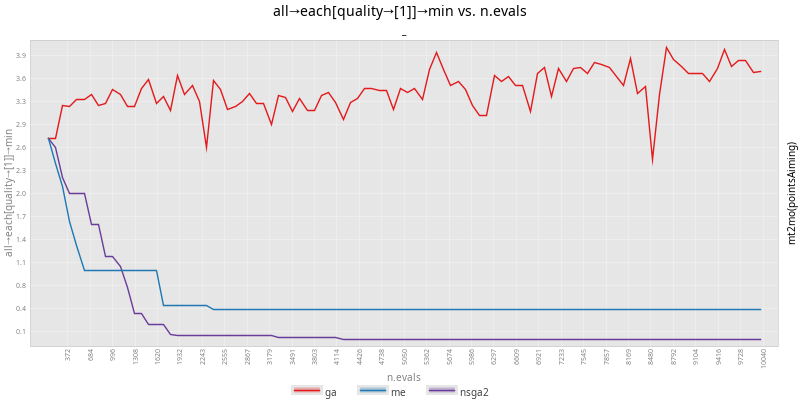 all→each[quality→[1]]→min vs. n.evals
–
all→each[quality→[1]]→min
3.9
3.6
3.3
2.9
2.6
2.3
2.0
1.7
1.4
1.1
0.8
0.4
0.1
mt2mo(pointsAiming)
372 684 996 1308 1620 1932 2243 2555 2867 3179 3491 3803 4114 4426 4738 5050 5362 5674 5986 6297 6609 6921 7233 7545 7857 8169 8480 8792 9104 9416 9728 10040
n.evals
ga me nsga2